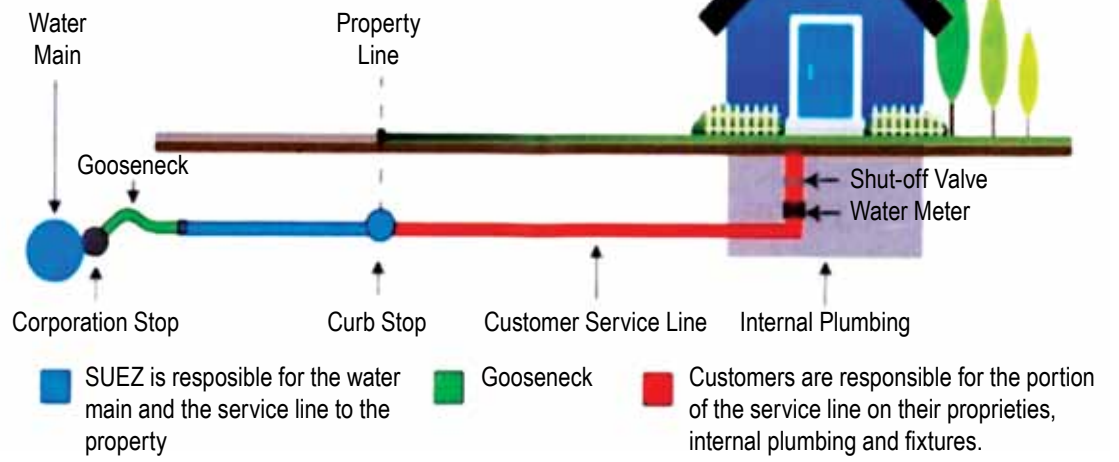 Water
Main
Property
Line
Gooseneck
Shut-off Valve
Water Meter
Corporation Stop
Curb Stop
Customer Service Line
Internal Plumbing
SUEZ is resposible for the water
main and the service line to the
property
Gooseneck
Customers are responsible for the portion
of the service line on their proprieties,
internal plumbing and fixtures.